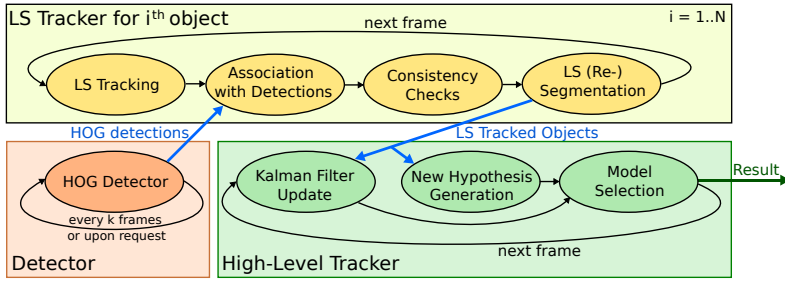 LS Tracker for iᵗʰ object
i = 1..N
next frame
LS Tracking
Association
with Detections
Consistency
Checks
LS (Re-)
Segmentation
HOG detections
LS Tracked Objects
HOG Detector
every k frames
or upon request
Detector
Kalman Filter
Update
New Hypothesis
Generation
Model
Selection
Result
next frame
High-Level Tracker